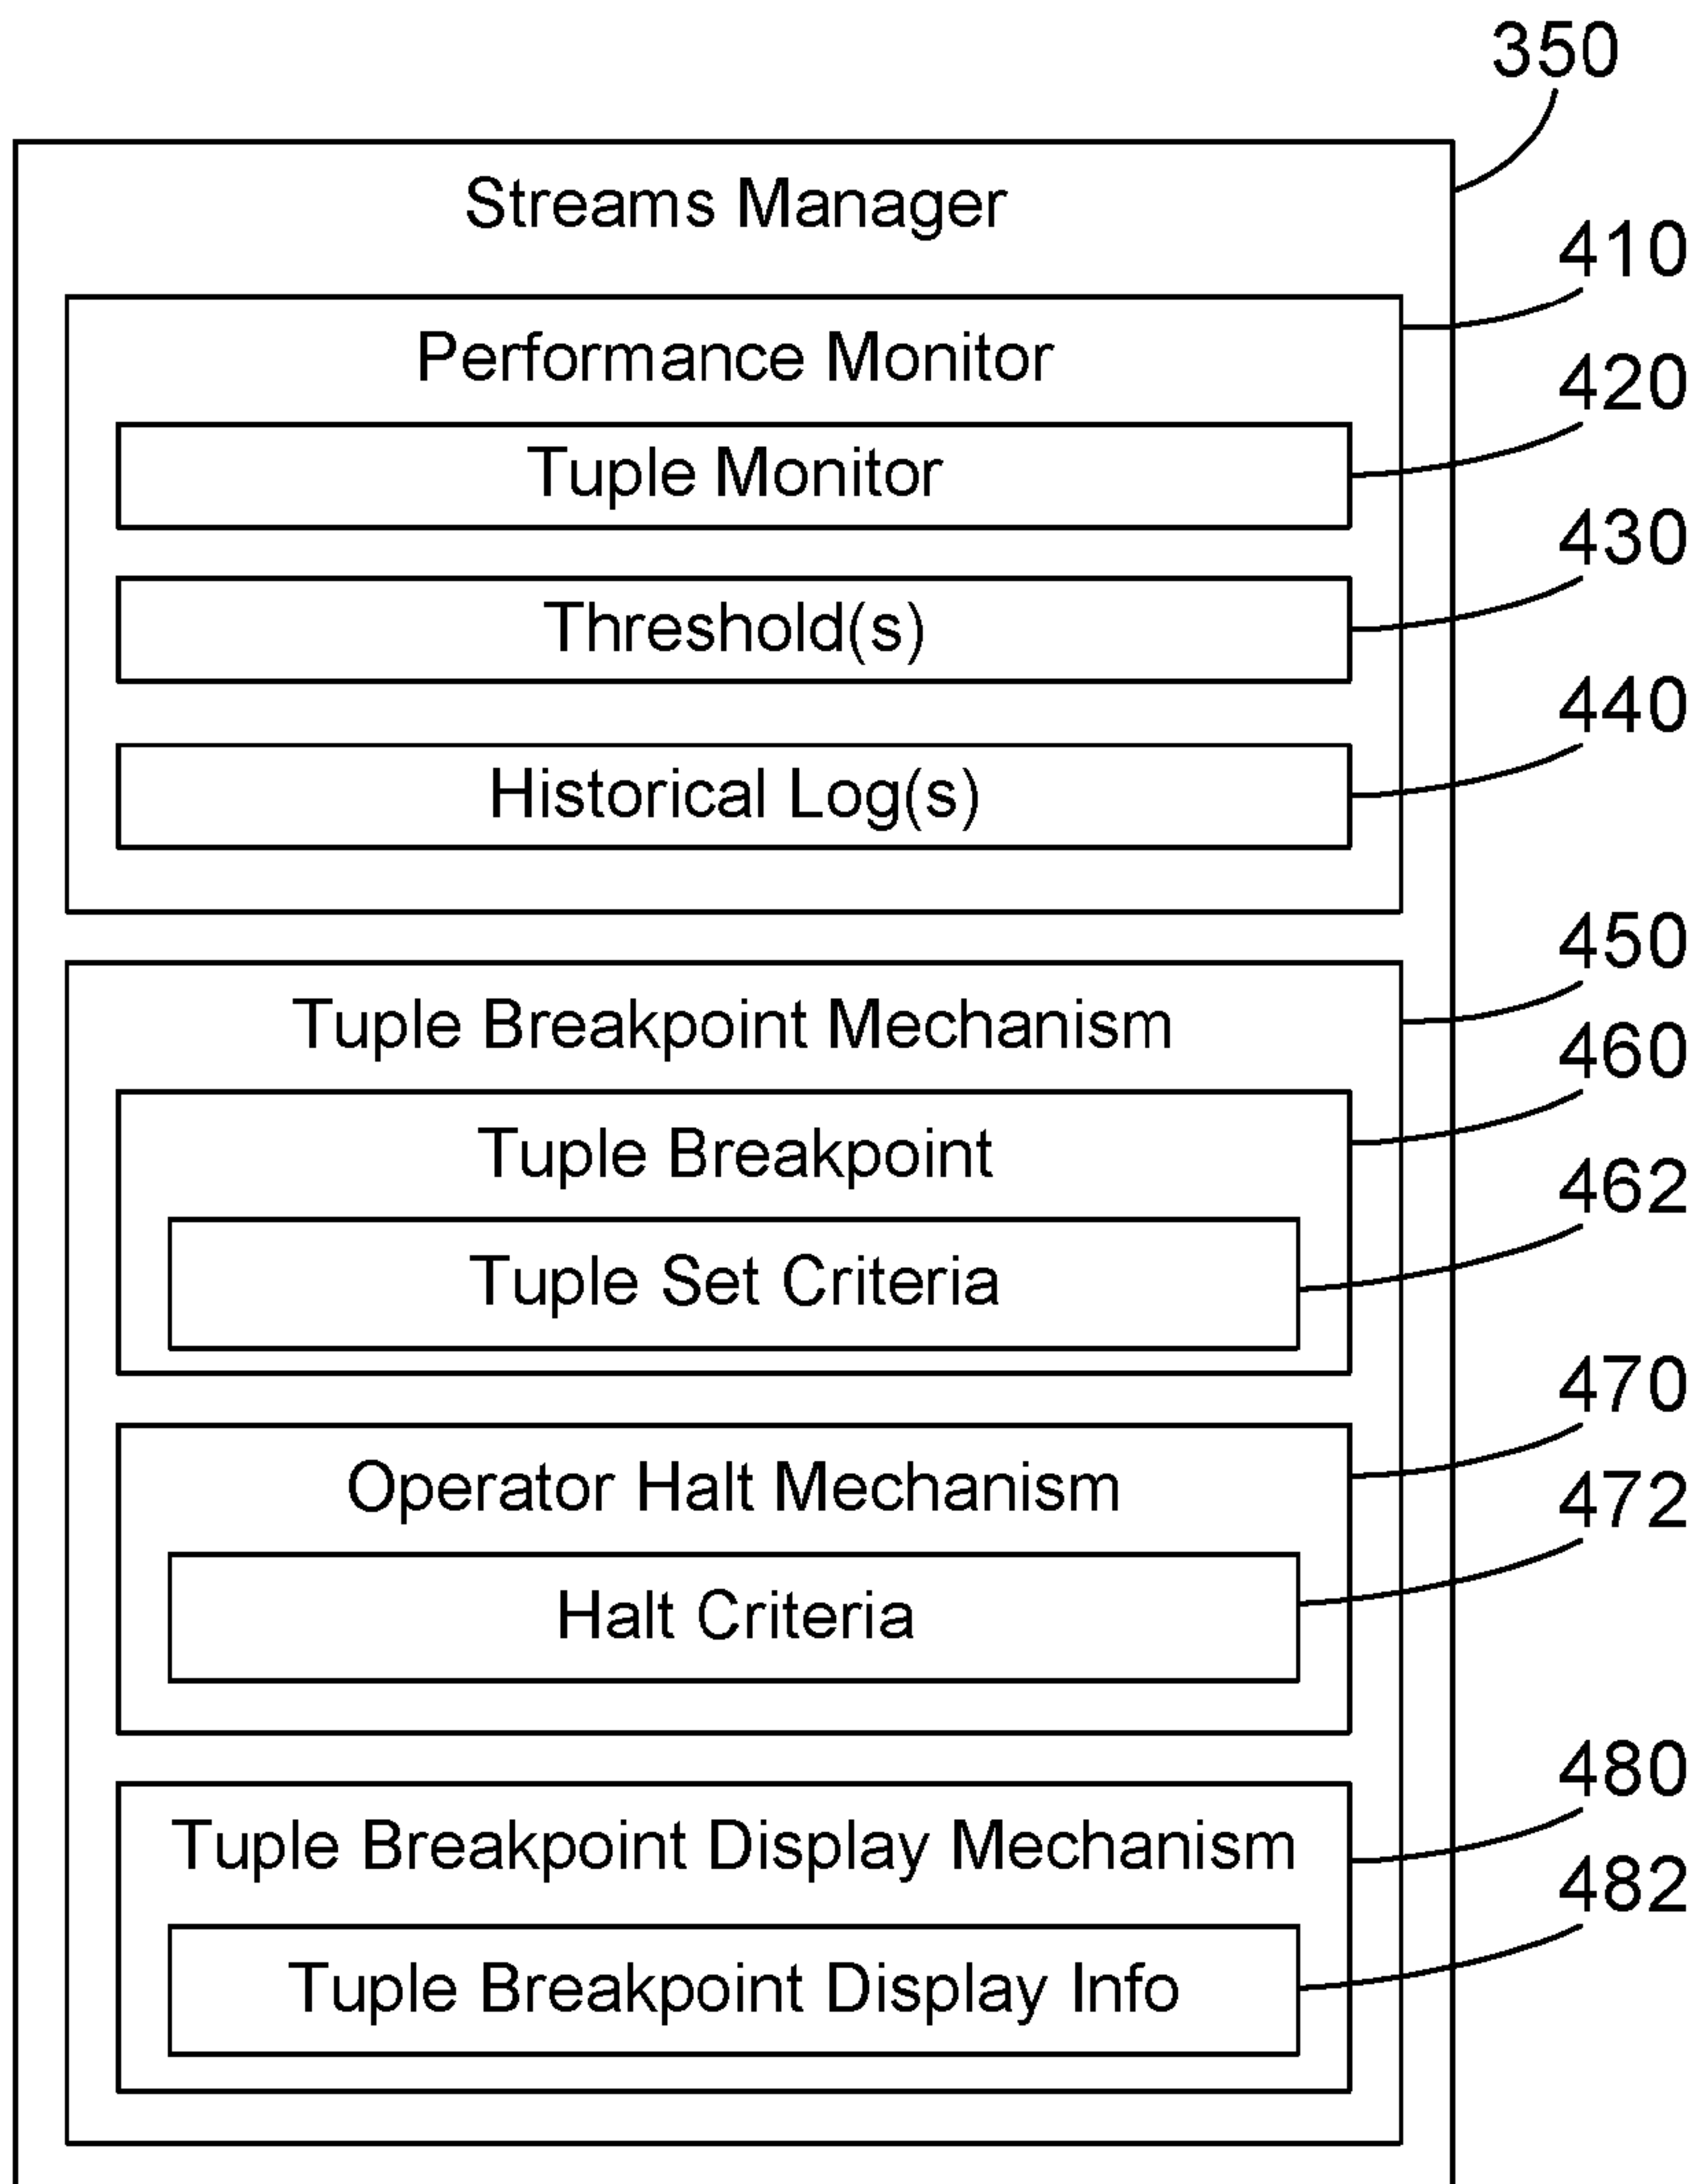 350
Streams Manager
410
Performance Monitor
420
Tuple Monitor
430
Threshold(s)
440
Historical Log(s)
450
Tuple Breakpoint Mechanism
460
Tuple Breakpoint
462
Tuple Set Criteria
470
Operator Halt Mechanism
472
Halt Criteria
480
Tuple Breakpoint Display Mechanism
482
Tuple Breakpoint Display Info